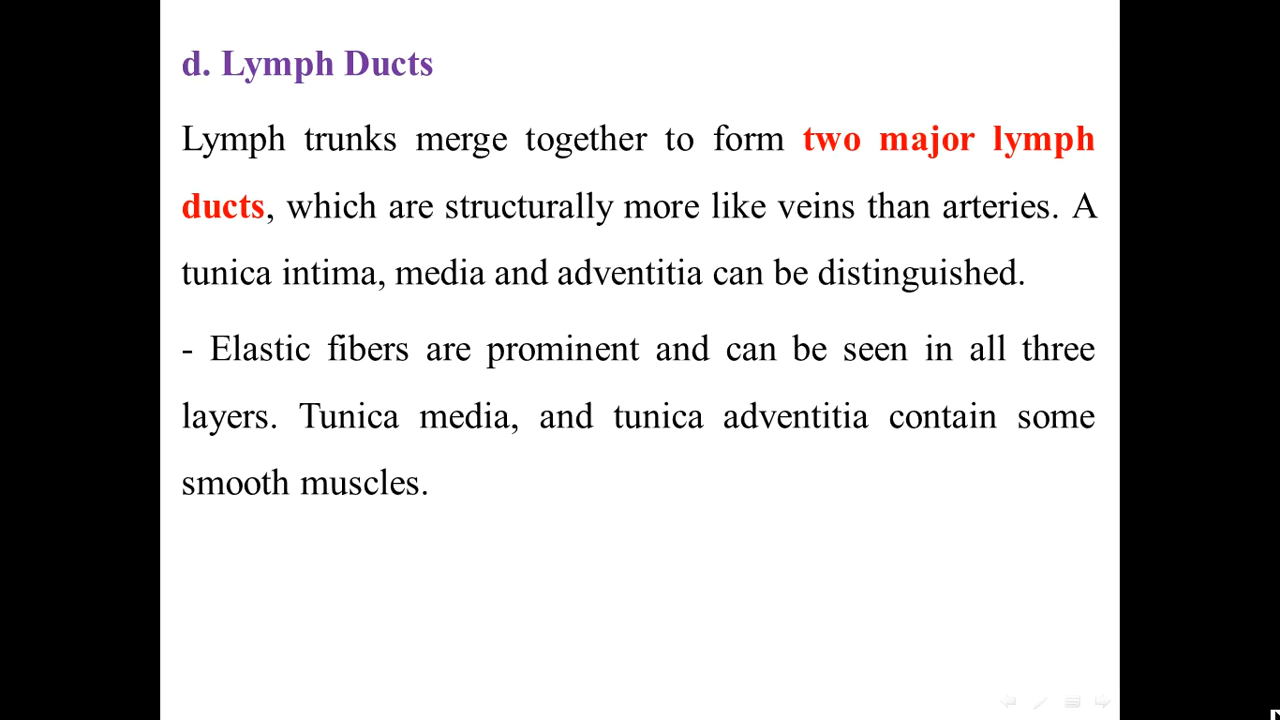 d. Lymph Ducts
Lymph trunks merge together to form two major lymph
ducts, which are structurally more like veins than arteries. A
tunica intima, media and adventitia can be distinguished.
- Elastic fibers are prominent and can be seen in all three
layers. Tunica media, and tunica adventitia contain some
smooth muscles.